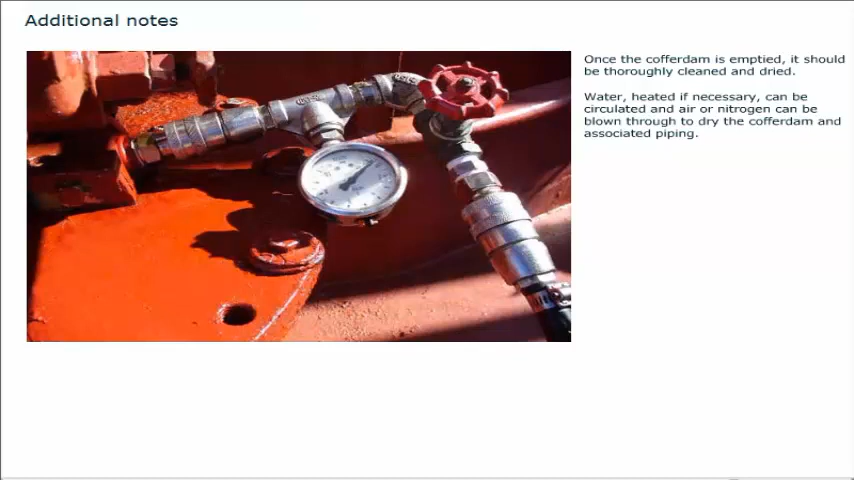 Additional notes
Once the cofferdam is emptied, it should
be thoroughly cleaned and dried.
Water, heated if necessary, can be
circulated and air or nitrogen can be
blown through to dry the cofferdam and
associated piping.